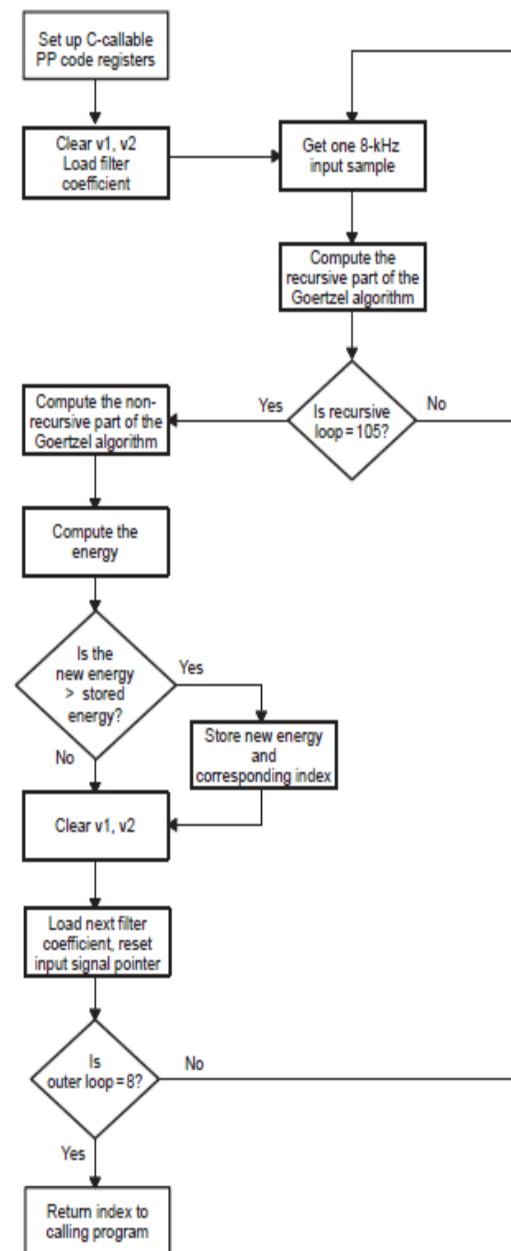 Set up C-callable
PP code registers
Clear v1, v2
Load filter
coefficient
Get one 8-kHz
input sample
Compute the
recursive part of the
Goertzel algorithm
Is recursive
loop = 105?
Yes
No
Compute the non-
recursive part of the
Goertzel algorithm
Compute the
energy
Is the
new energy
> stored
energy?
Yes
No
Store new energy
and
corresponding index
Clear v1, v2
Load next filter
coefficient, reset
input signal pointer
Is
outer loop = 8?
No
Yes
Return index to
calling program